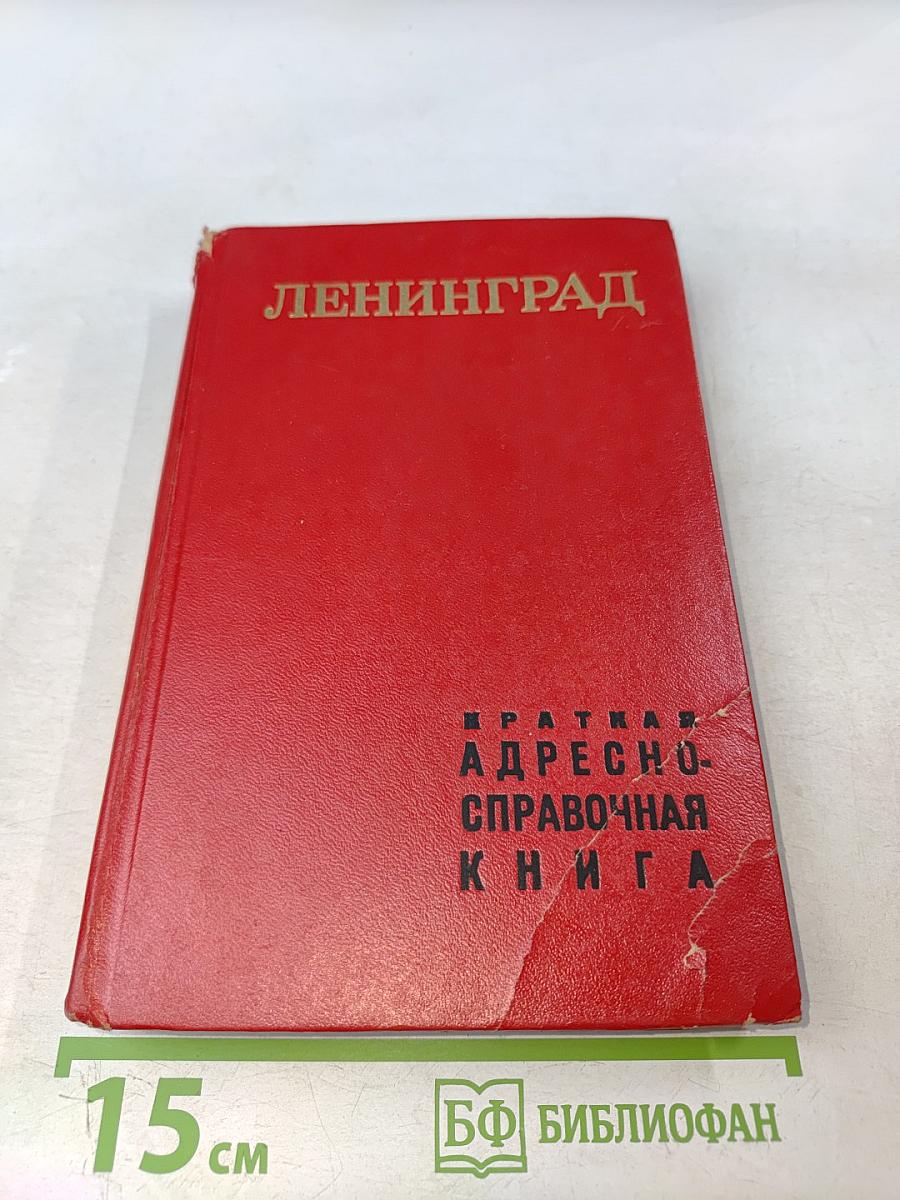 ЛЕНИНГРАД
КРАТКАЯ
АДРЕСНО-
СПРАВОЧНАЯ
КНИГА
15 см
БФ БИБЛИОФАН